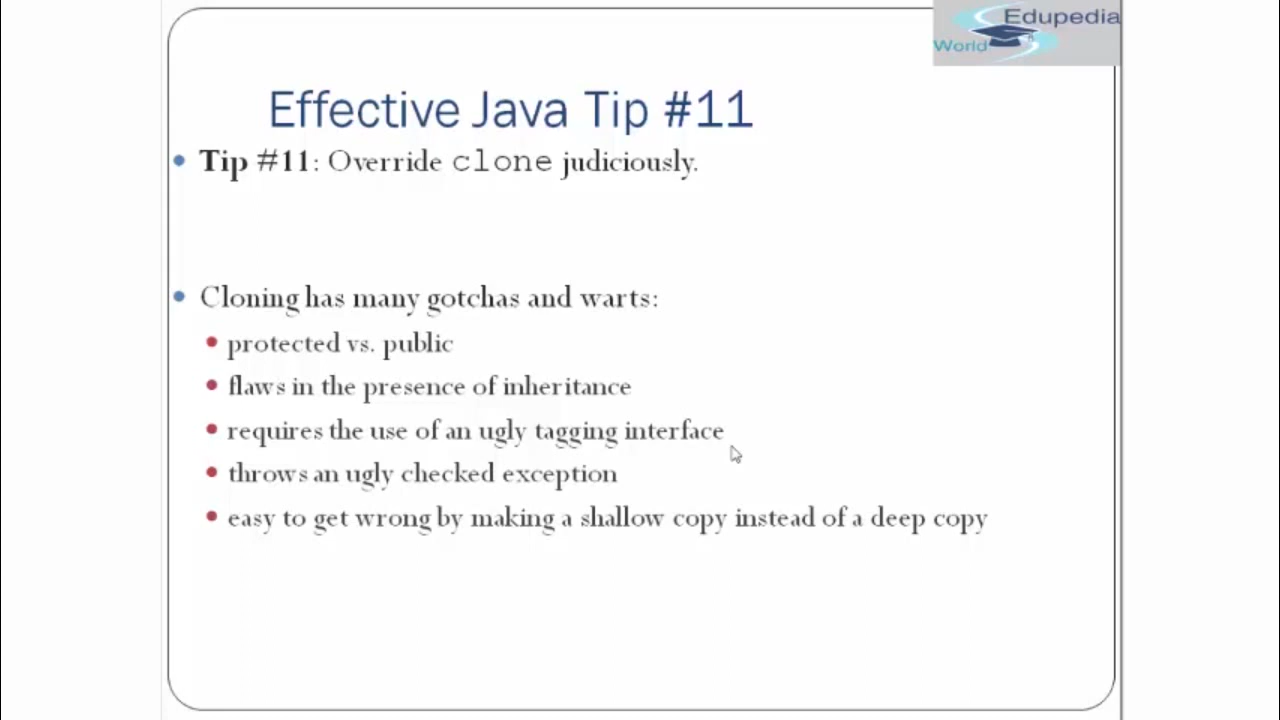 Edupedia
World
Effective Java Tip #11
• Tip #11: Override clone judiciously.
• Cloning has many gotchas and warts:
• protected vs. public
• flaws in the presence of inheritance
• requires the use of an ugly tagging interface
• throws an ugly checked exception
• easy to get wrong by making a shallow copy instead of a deep copy